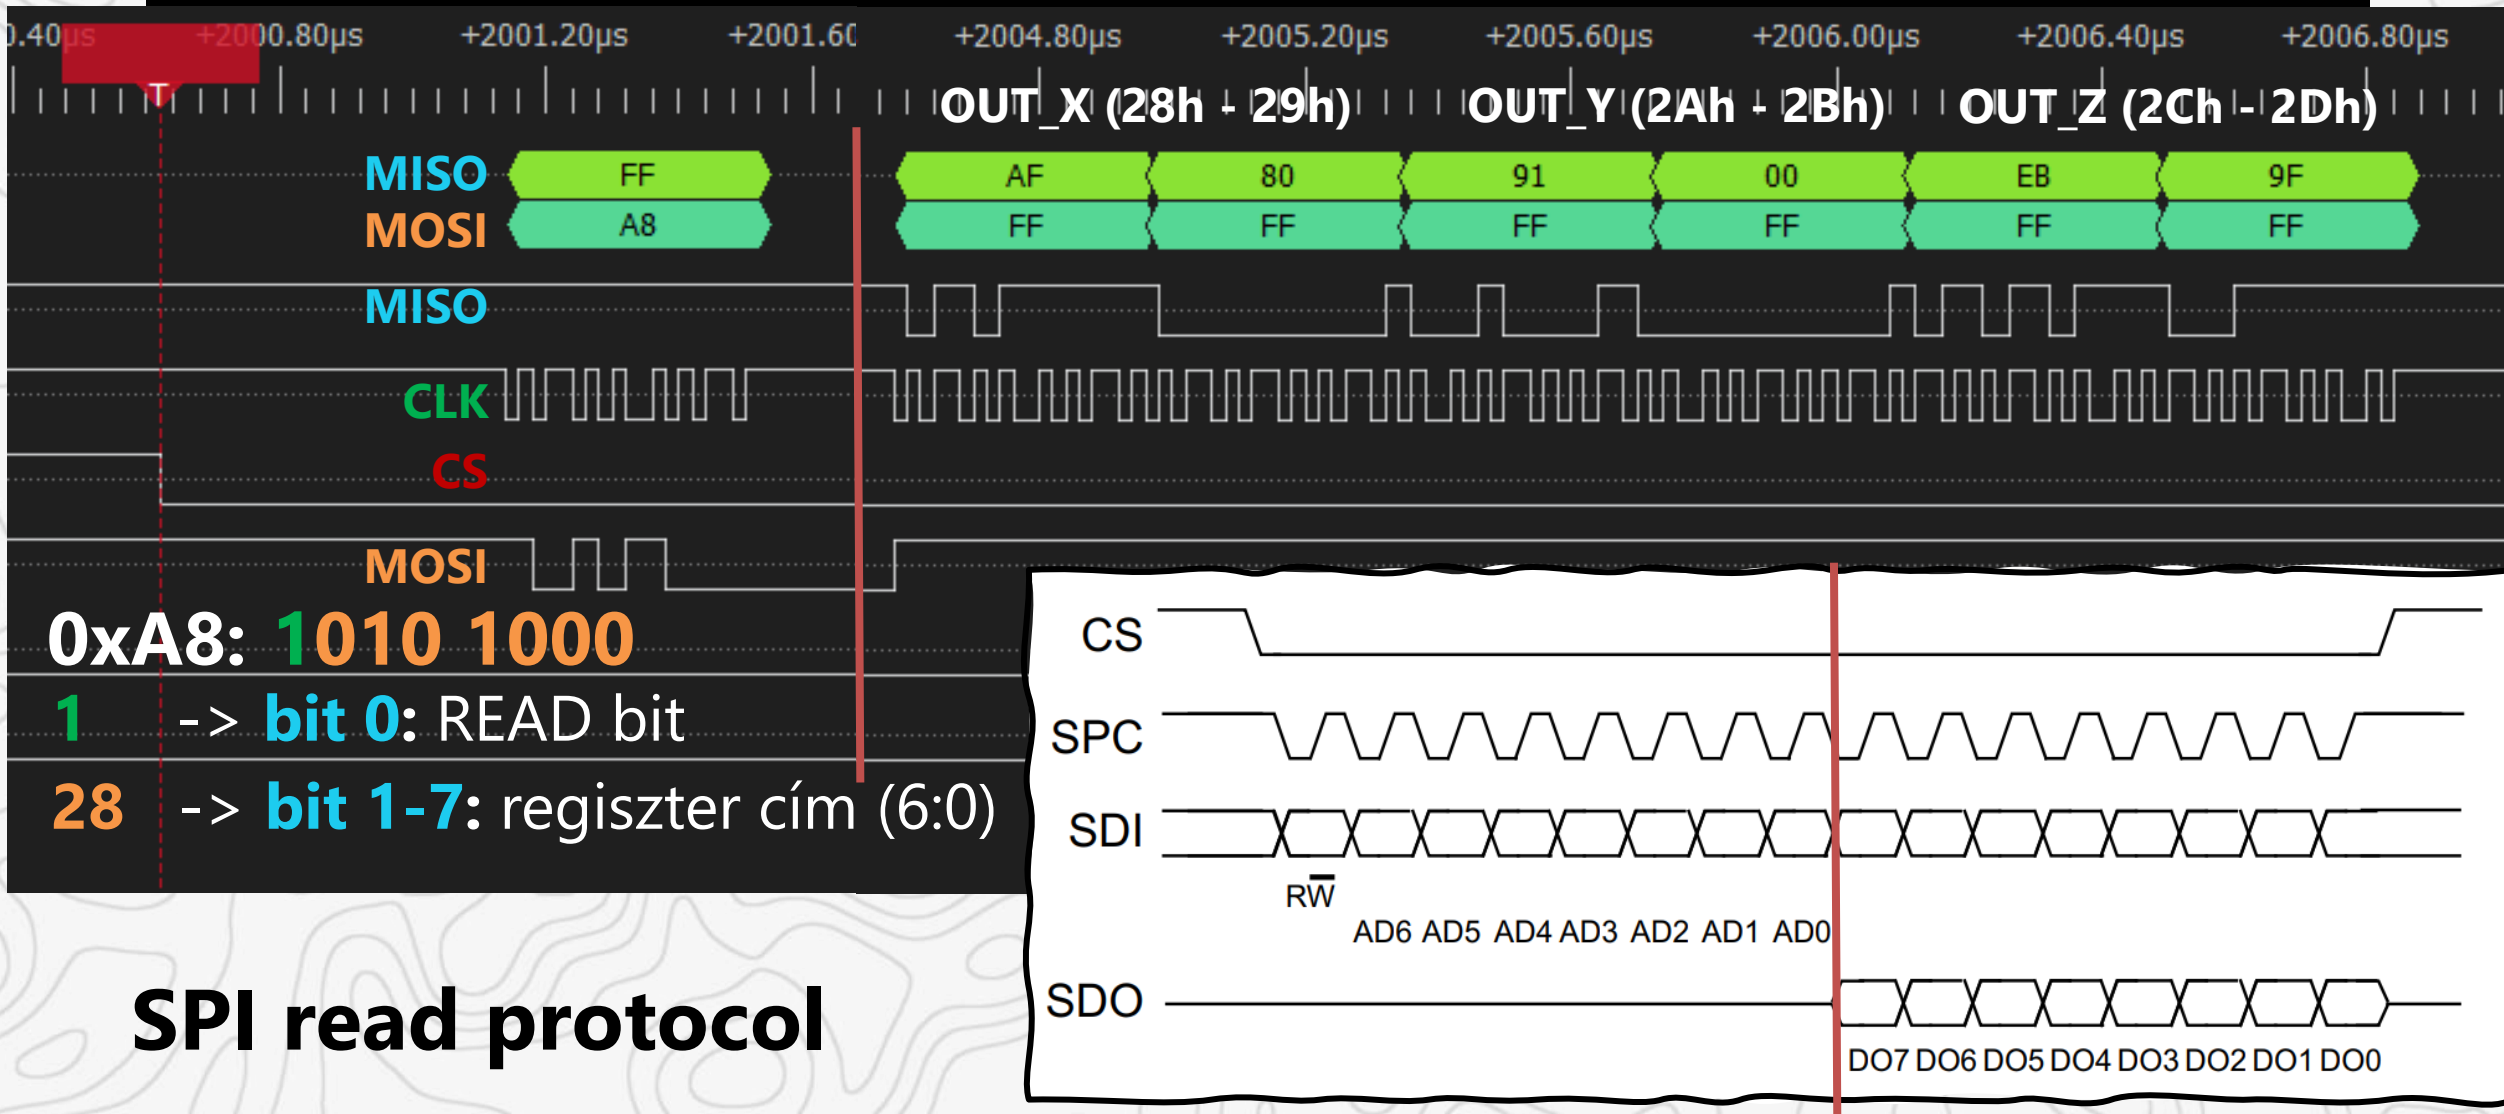 0.40µs +2000.80µs +2001.20µs +2001.60 +2004.80µs +2005.20µs +2005.60µs +2006.00µs +2006.40µs +2006.80µs
T
OUT_X (28h - 29h) OUT_Y (2Ah - 2Bh) OUT_Z (2Ch - 2Dh)
MISO FF AF 80 91 00 EB 9F
MOSI A8 FF FF FF FF FF FF
MISO
CLK
CS
MOSI
0xA8: 1010 1000
1 -> bit 0: READ bit
28 -> bit 1-7: regiszter cím (6:0)
SPI read protocol
CS
SPC
SDI
RW̅
AD6 AD5 AD4 AD3 AD2 AD1 AD0
SDO
DO7 DO6 DO5 DO4 DO3 DO2 DO1 DO0